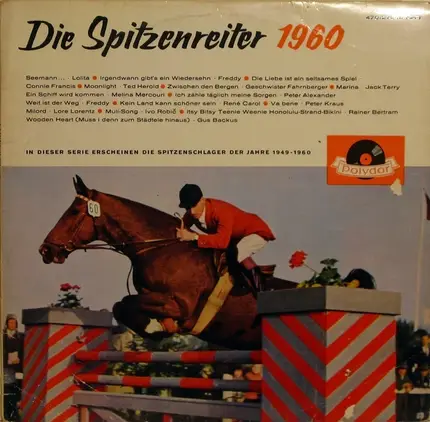 Die Spitzenreiter 1960
Seemann... Lolita • Irgendwann gibt's ein Wiedersehn · Freddy • Die Liebe ist ein seltsames Spiel
Connie Francis • Moonlight · Ted Herold • Zwischen den Bergen · Geschwister Fahrnberger • Marina · Jack Terry
Ein Schiff wird kommen · Melina Mercouri • Ich zähle täglich meine Sorgen · Peter Alexander
Weit ist der Weg · Freddy • Kein Land kann schöner sein · René Carol • Va bene · Peter Kraus
Milord · Lore Lorentz • Muli-Song · Ivo Robič • Itsy Bitsy Teenie Weenie Honolulu-Strand-Bikini · Rainer Bertram
Wooden Heart (Muss i denn zum Städtele hinaus) · Gus Backus
Polydor
IN DIESER SERIE ERSCHEINEN DIE SPITZENSCHLAGER DER JAHRE 1949-1960
60